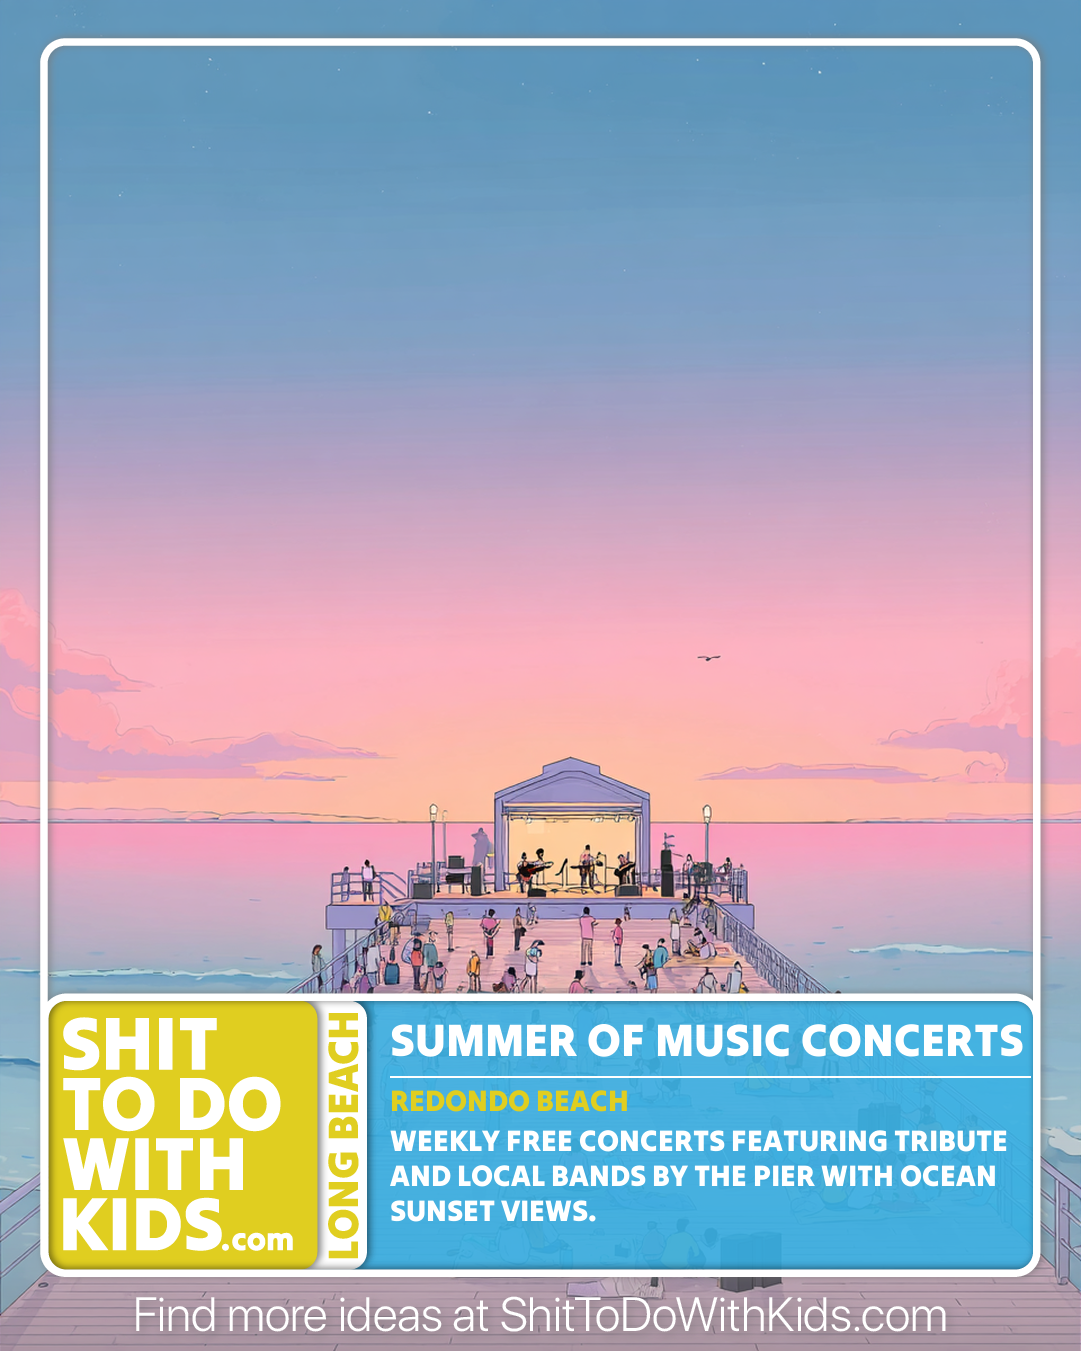 SHIT
TO DO
WITH
KIDS.com
LONG BEACH
SUMMER OF MUSIC CONCERTS
REDONDO BEACH
WEEKLY FREE CONCERTS FEATURING TRIBUTE
AND LOCAL BANDS BY THE PIER WITH OCEAN
SUNSET VIEWS.
Find more ideas at ShitToDoWithKids.com